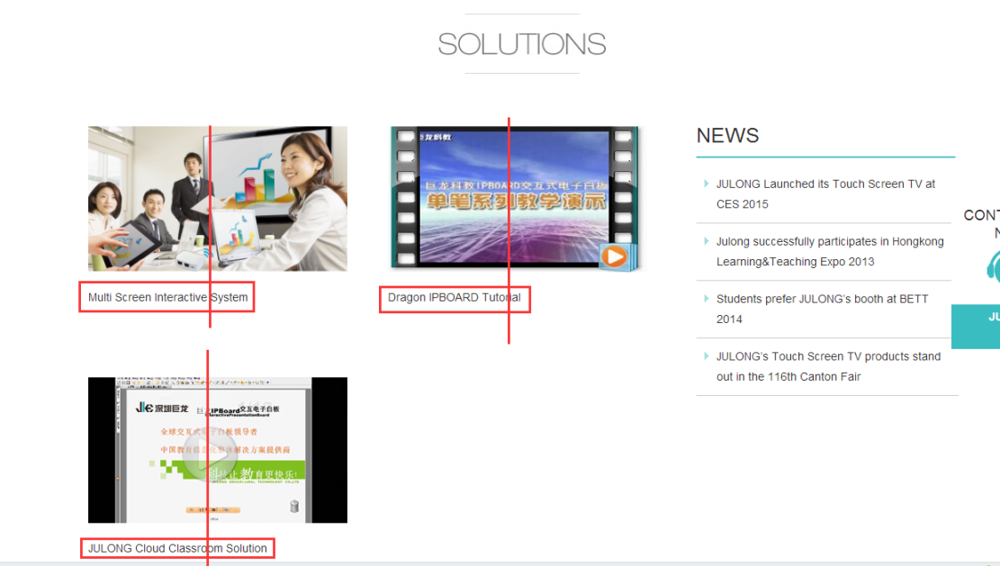 SOLUTIONS
巨龙科教
巨龙科教IPBOARD交互式电子白板
单笔系列教学演示
Multi Screen Interactive System
Dragon IPBOARD Tutorial
NEWS
JULONG Launched its Touch Screen TV at
CES 2015
Julong successfully participates in Hongkong
Learning&Teaching Expo 2013
Students prefer JULONG's booth at BETT
2014
JULONG's Touch Screen TV products stand
out in the 116th Canton Fair
CONT
N
JU
深圳巨龙
IPBoard交互电子白板
InteractivePresentationBoard
全球交互式电子白板领导者
中国教育信息化整体解决方案提供商
科技让教育更快乐!
JULONG Cloud Classroom Solution